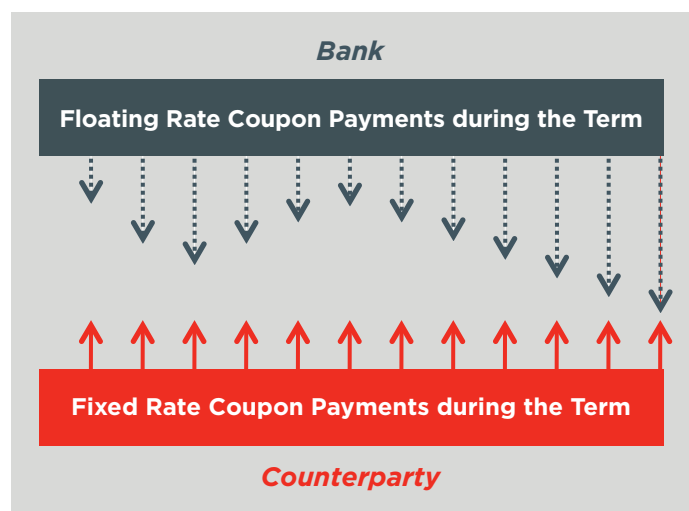 Bank
Floating Rate Coupon Payments during the Term
Fixed Rate Coupon Payments during the Term
Counterparty